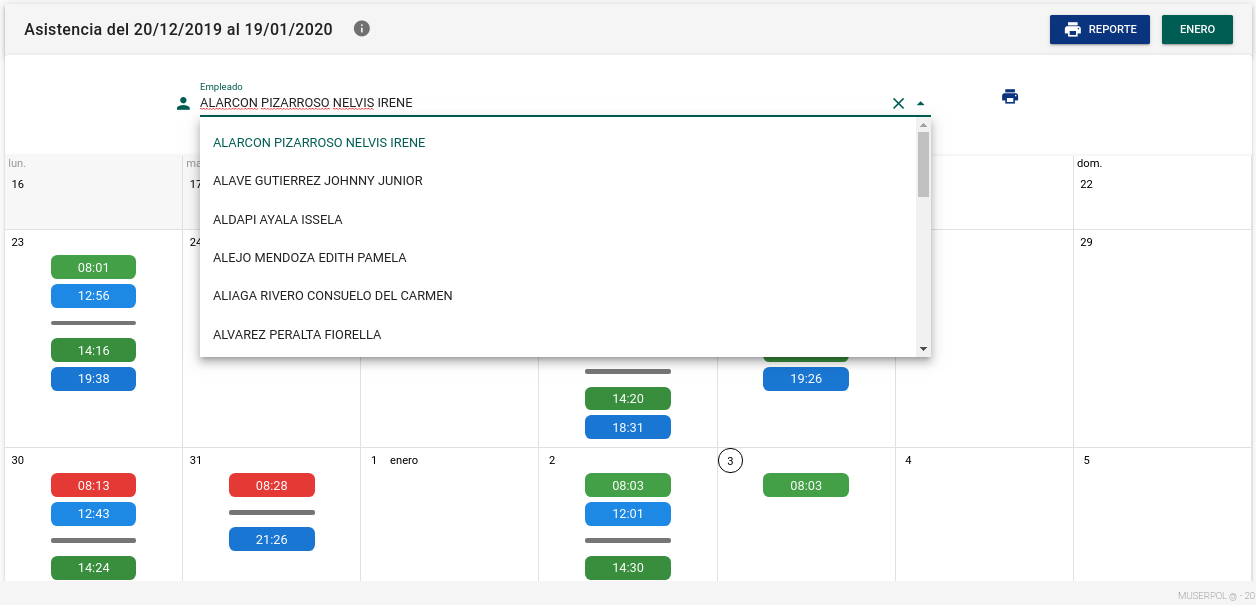 Asistencia del 20/12/2019 al 19/01/2020
REPORTE
ENERO
Empleado
ALARCON PIZARROSO NELVIS IRENE
ALARCON PIZARROSO NELVIS IRENE
ALAVE GUTIERREZ JOHNNY JUNIOR
ALDAPI AYALA ISSELA
ALEJO MENDOZA EDITH PAMELA
ALIAGA RIVERO CONSUELO DEL CARMEN
ALVAREZ PERALTA FIORELLA
lun. ma dom.
16 17 22
23 24 29
08:01
12:56
14:16
19:38 19:26
14:20
18:31
30 31 1 enero 2 3 4 5
08:13 08:28 08:03 08:03
12:43 12:01
21:26
14:24 14:30
MUSERPOL © - 20